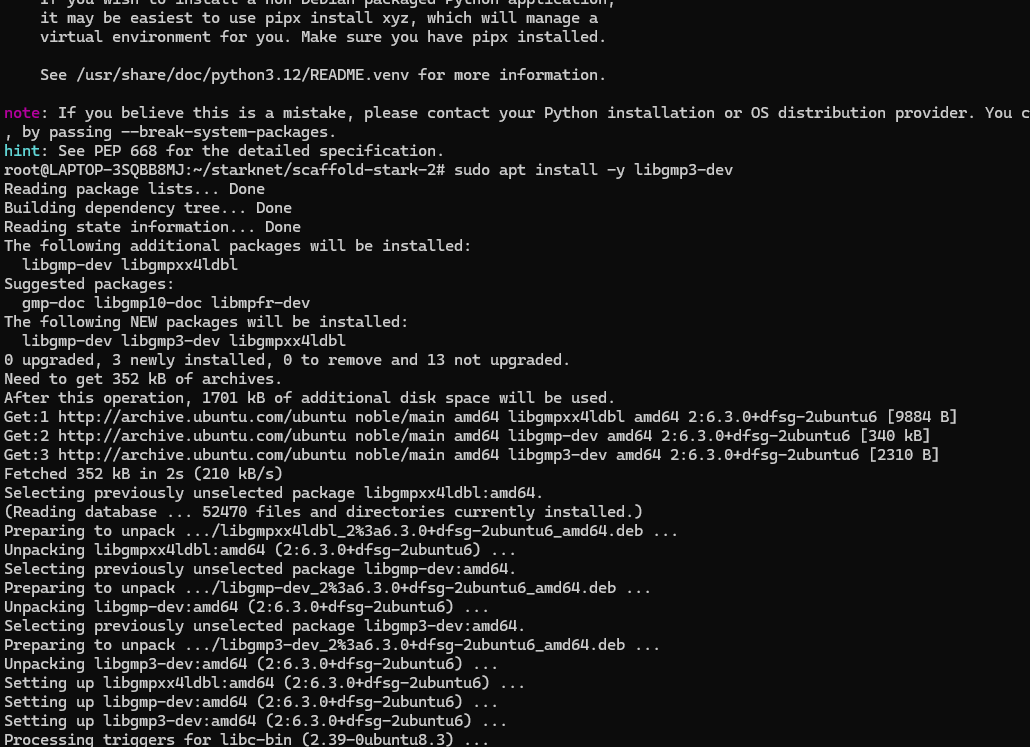 If you wish to install a non-Debian packaged Python application,
    it may be easiest to use pipx install xyz, which will manage a
    virtual environment for you. Make sure you have pipx installed.

    See /usr/share/doc/python3.12/README.venv for more information.

note: If you believe this is a mistake, please contact your Python installation or OS distribution provider. You c
, by passing --break-system-packages.
hint: See PEP 668 for the detailed specification.
root@LAPTOP-3SQBB8MJ:~/starknet/scaffold-stark-2# sudo apt install -y libgmp3-dev
Reading package lists... Done
Building dependency tree... Done
Reading state information... Done
The following additional packages will be installed:
  libgmp-dev libgmpxx4ldbl
Suggested packages:
  gmp-doc libgmp10-doc libmpfr-dev
The following NEW packages will be installed:
  libgmp-dev libgmp3-dev libgmpxx4ldbl
0 upgraded, 3 newly installed, 0 to remove and 13 not upgraded.
Need to get 352 kB of archives.
After this operation, 1701 kB of additional disk space will be used.
Get:1 http://archive.ubuntu.com/ubuntu noble/main amd64 libgmpxx4ldbl amd64 2:6.3.0+dfsg-2ubuntu6 [9884 B]
Get:2 http://archive.ubuntu.com/ubuntu noble/main amd64 libgmp-dev amd64 2:6.3.0+dfsg-2ubuntu6 [340 kB]
Get:3 http://archive.ubuntu.com/ubuntu noble/main amd64 libgmp3-dev amd64 2:6.3.0+dfsg-2ubuntu6 [2310 B]
Fetched 352 kB in 2s (210 kB/s)
Selecting previously unselected package libgmpxx4ldbl:amd64.
(Reading database ... 52470 files and directories currently installed.)
Preparing to unpack .../libgmpxx4ldbl_2%3a6.3.0+dfsg-2ubuntu6_amd64.deb ...
Unpacking libgmpxx4ldbl:amd64 (2:6.3.0+dfsg-2ubuntu6) ...
Selecting previously unselected package libgmp-dev:amd64.
Preparing to unpack .../libgmp-dev_2%3a6.3.0+dfsg-2ubuntu6_amd64.deb ...
Unpacking libgmp-dev:amd64 (2:6.3.0+dfsg-2ubuntu6) ...
Selecting previously unselected package libgmp3-dev:amd64.
Preparing to unpack .../libgmp3-dev_2%3a6.3.0+dfsg-2ubuntu6_amd64.deb ...
Unpacking libgmp3-dev:amd64 (2:6.3.0+dfsg-2ubuntu6) ...
Setting up libgmpxx4ldbl:amd64 (2:6.3.0+dfsg-2ubuntu6) ...
Setting up libgmp-dev:amd64 (2:6.3.0+dfsg-2ubuntu6) ...
Setting up libgmp3-dev:amd64 (2:6.3.0+dfsg-2ubuntu6) ...
Processing triggers for libc-bin (2.39-0ubuntu8.3) ...